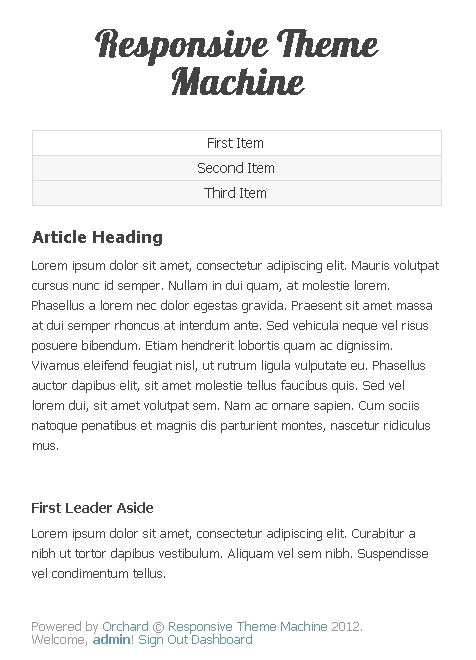 Responsive Theme
Machine
First Item
Second Item
Third Item
Article Heading
Lorem ipsum dolor sit amet, consectetur adipiscing elit. Mauris volutpat
cursus nunc id semper. Nullam in dui quam, at molestie lorem.
Phasellus a lorem nec dolor egestas gravida. Praesent sit amet massa
at dui semper rhoncus at interdum ante. Sed vehicula neque vel risus
posuere bibendum. Etiam hendrerit lobortis quam ac dignissim.
Vivamus eleifend feugiat nisl, ut rutrum ligula vulputate eu. Phasellus
auctor dapibus elit, sit amet molestie tellus faucibus quis. Sed vel
lorem dui, sit amet volutpat sem. Nam ac ornare sapien. Cum sociis
natoque penatibus et magnis dis parturient montes, nascetur ridiculus
mus.
First Leader Aside
Lorem ipsum dolor sit amet, consectetur adipiscing elit. Curabitur a
nibh ut tortor dapibus vestibulum. Aliquam vel sem nibh. Suspendisse
vel condimentum tellus.
Powered by Orchard © Responsive Theme Machine 2012.
Welcome, admin! Sign Out Dashboard